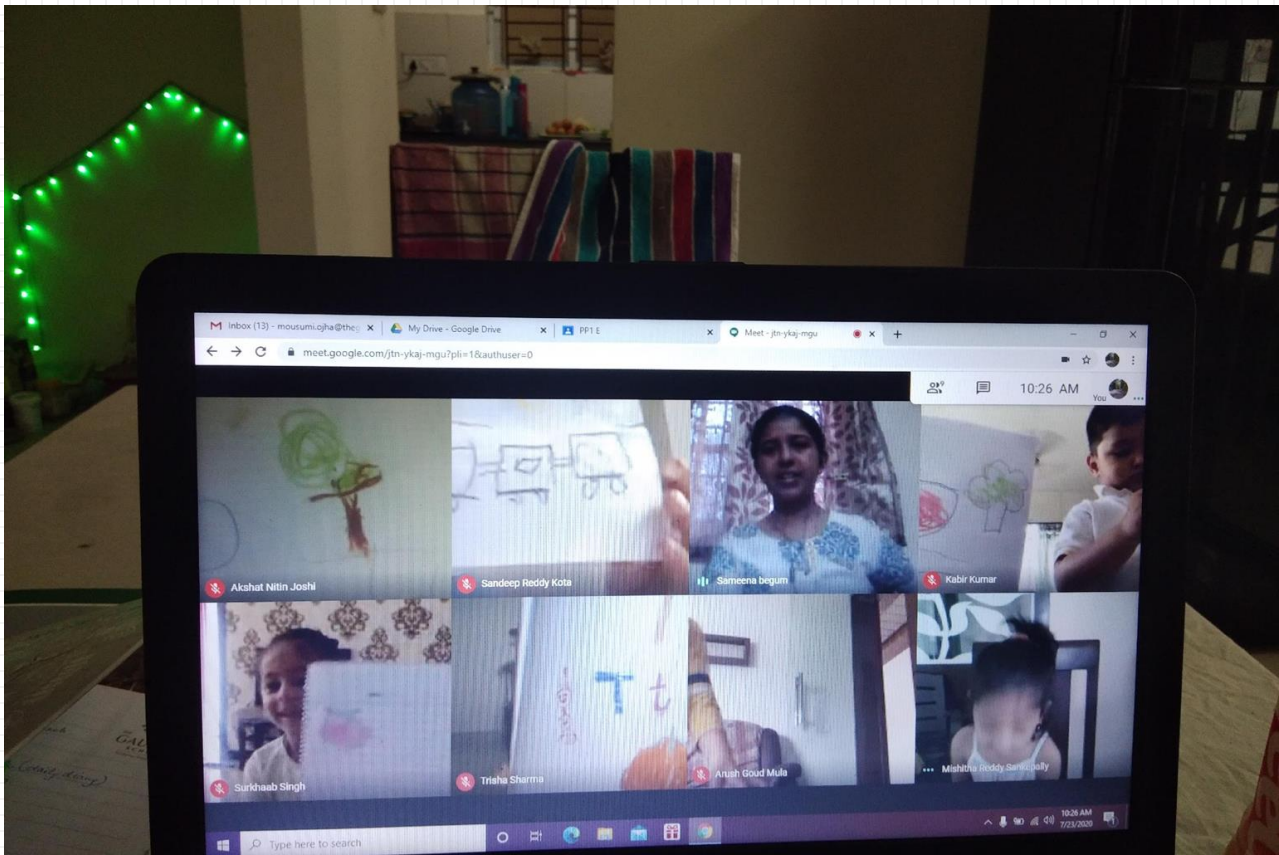 Inbox (13) - mousumi.ojha@the
My Drive - Google Drive
PP1 E
Meet - jtn-ykaj-mgu
meet.google.com/jtn-ykaj-mgu?pli=1&authuser=0
9
10:26 AM
You
Akshat Nitin Joshi
Sandeep Reddy Kota
Sameena begum
Kabir Kumar
T t
Surkhaab Singh
Trisha Sharma
Arush Goud Mula
Mishitha Reddy
Type here to search
10:26 AM
7/23/2020
(daily diary)